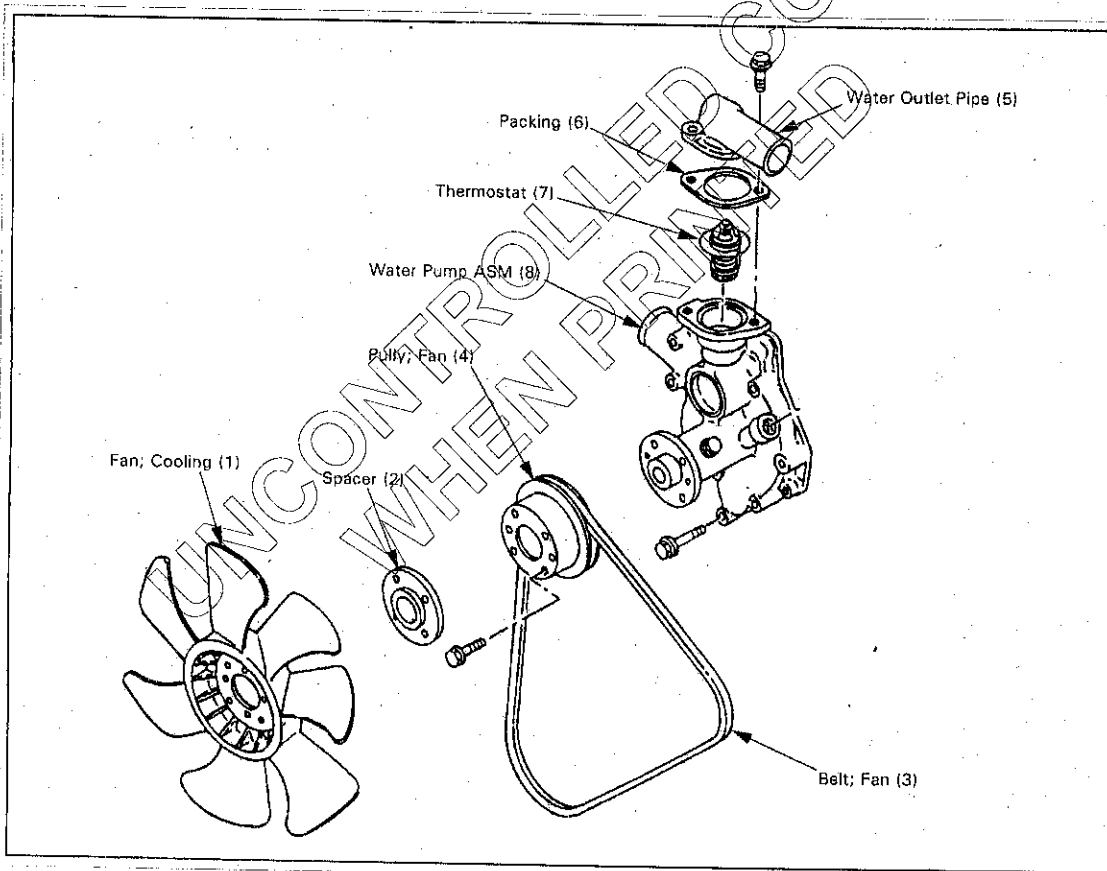 UNCONTROLLED
WHEN PRINTED
Water Outlet Pipe (5)
Packing (6)
Thermostat (7)
Water Pump ASM (8)
Pully; Fan (4)
Fan; Cooling (1)
Spacer (2)
Belt; Fan (3)